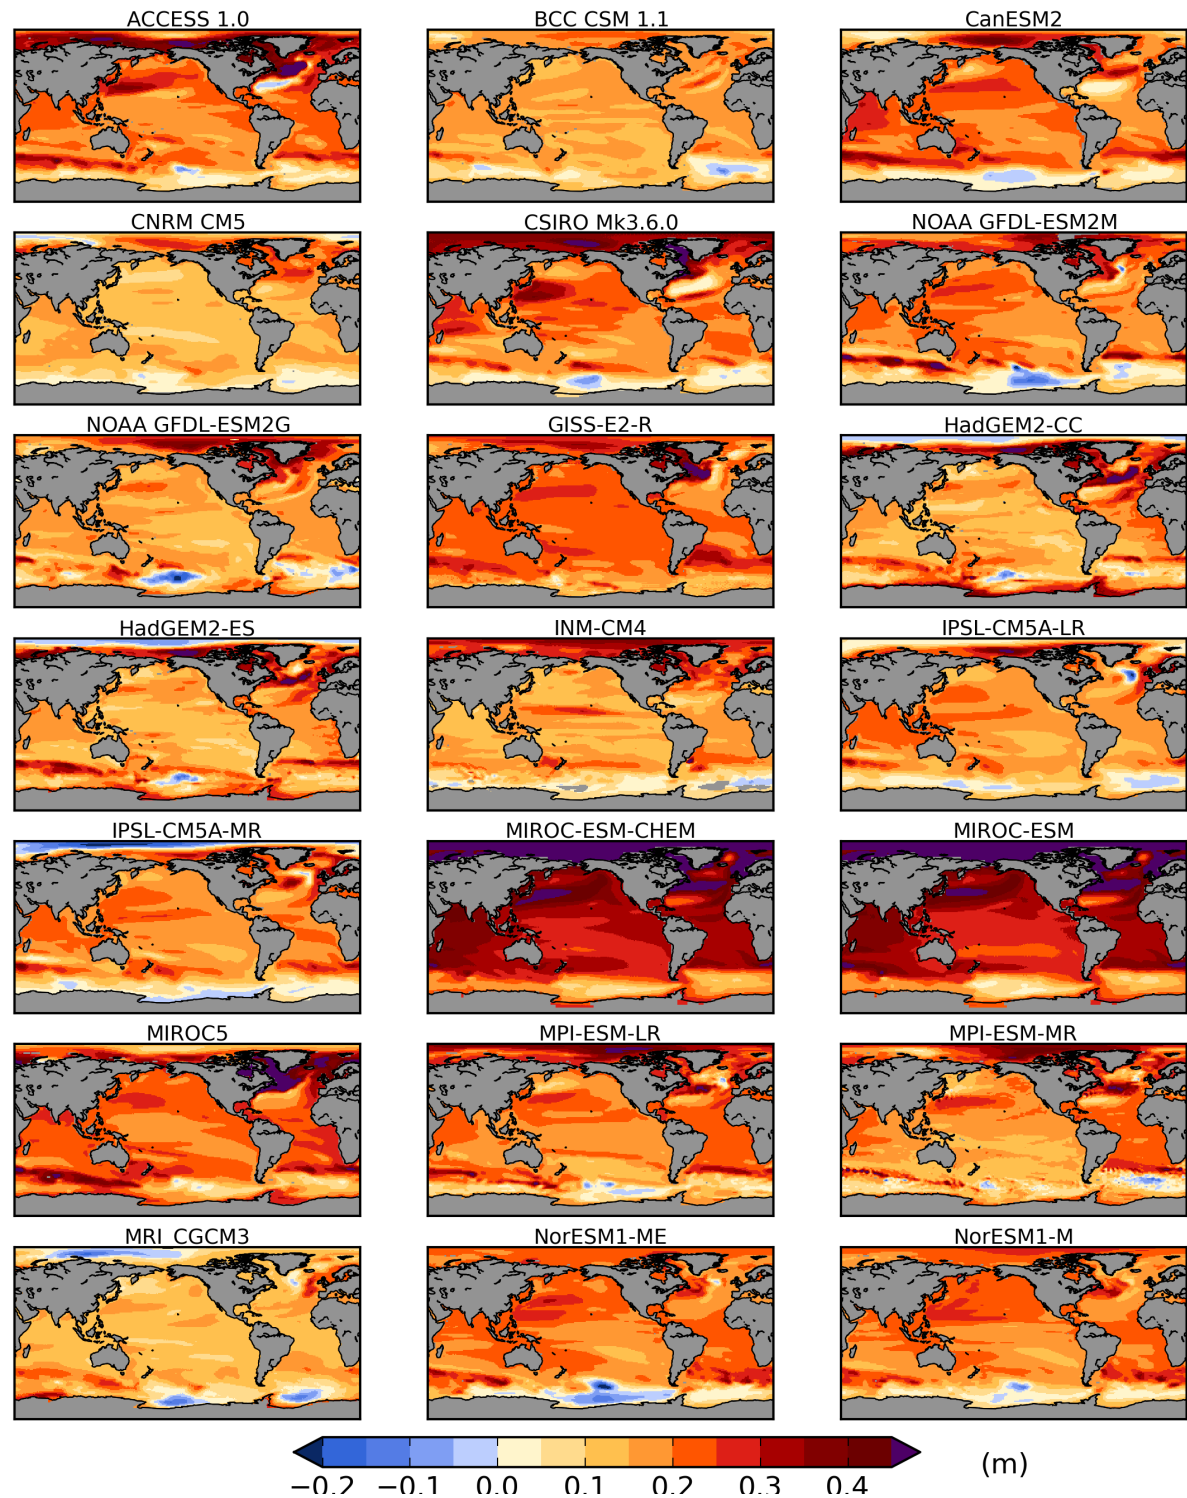 ACCESS 1.0 BCC CSM 1.1 CanESM2
CNRM CM5 CSIRO Mk3.6.0 NOAA GFDL-ESM2M
NOAA GFDL-ESM2G GISS-E2-R HadGEM2-CC
HadGEM2-ES INM-CM4 IPSL-CM5A-LR
IPSL-CM5A-MR MIROC-ESM-CHEM MIROC-ESM
MIROC5 MPI-ESM-LR MPI-ESM-MR
MRI_CGCM3 NorESM1-ME NorESM1-M
(m)
−0.2 −0.1 0.0 0.1 0.2 0.3 0.4